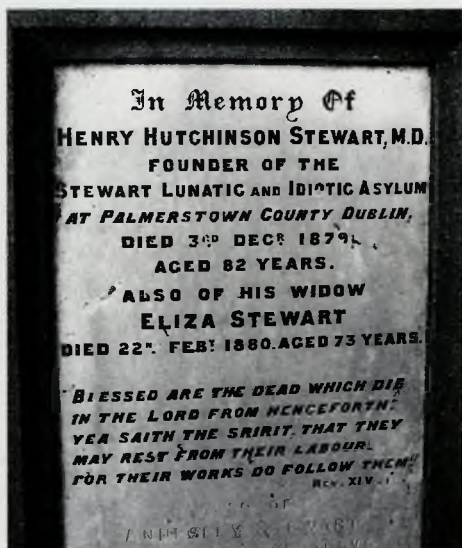 In Memory Of
HENRY HUTCHINSON STEWART, M.D.
FOUNDER OF THE
STEWART LUNATIC AND IDIOTIC ASYLUM
AT PALMERSTOWN COUNTY DUBLIN,
DIED 3RD DECR 1879,
AGED 82 YEARS.
ALSO OF HIS WIDOW
ELIZA STEWART
DIED 22ND FEBY 1880. AGED 73 YEARS.
BLESSED ARE THE DEAD WHICH DIE
IN THE LORD FROM HENCEFORTH:
YEA SAITH THE SRIRIT, THAT THEY
MAY REST FROM THEIR LABOUR.
FOR THEIR WORKS DO FOLLOW THEM."
REV. XIV.